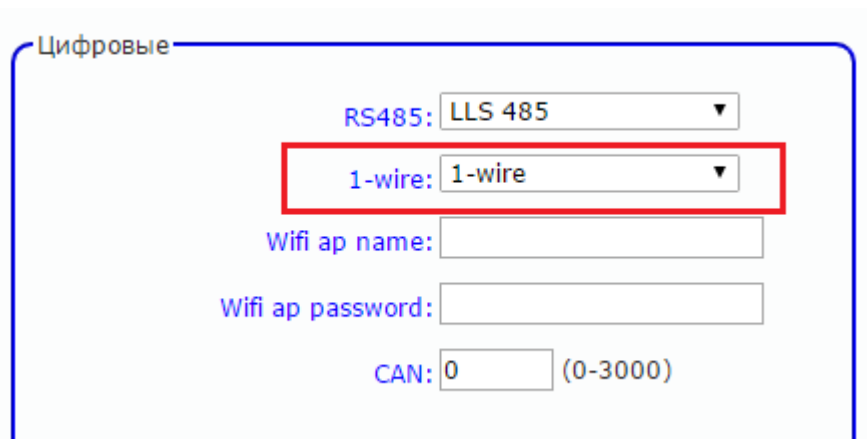 Цифровые
RS485: LLS 485
1-wire: 1-wire
Wifi ap name:
Wifi ap password:
CAN: 0 (0-3000)